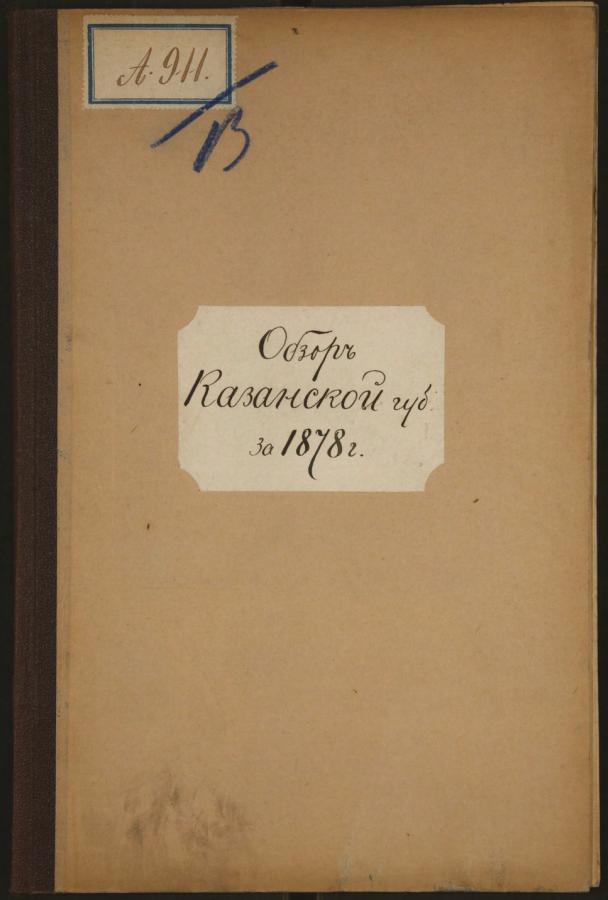 А. 911.
В
Обзоръ
Казанской губ.
за 1878 г.